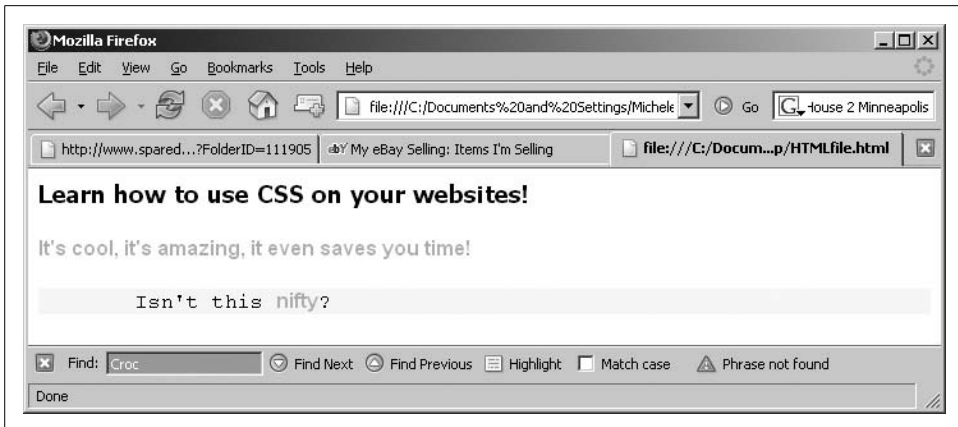 Mozilla Firefox
File Edit View Go Bookmarks Tools Help
file:///C:/Documents%20and%20Settings/Michele Go G House 2 Minneapolis
http://www.spared...?FolderID=111905 My eBay Selling: Items I'm Selling file:///C:/Docum...p/HTMLfile.html
Learn how to use CSS on your websites!
It's cool, it's amazing, it even saves you time!
Isn't this nifty?
Find: Croc Find Next Find Previous Highlight Match case Phrase not found
Done